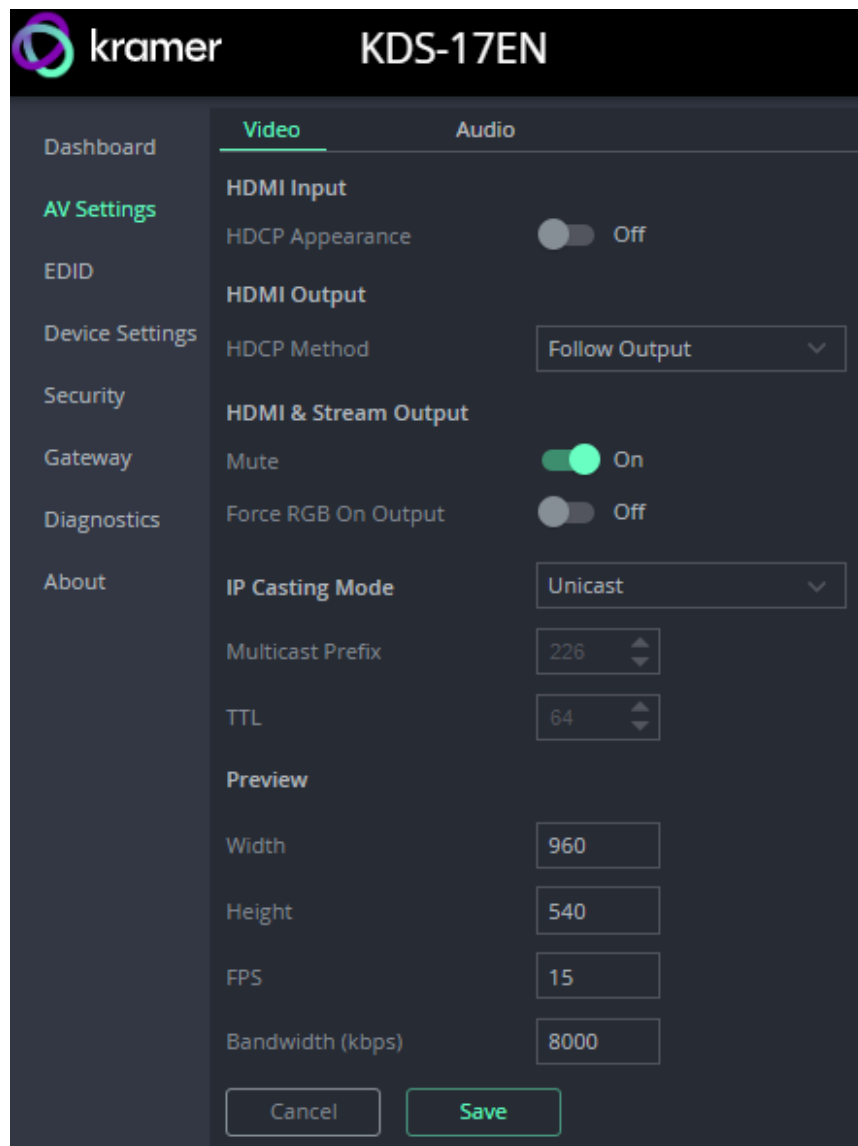 kramer KDS-17EN
Dashboard
AV Settings
EDID
Device Settings
Security
Gateway
Diagnostics
About
Video Audio
HDMI Input
HDCP Appearance Off
HDMI Output
HDCP Method Follow Output
HDMI & Stream Output
Mute On
Force RGB On Output Off
IP Casting Mode Unicast
Multicast Prefix 226
TTL 64
Preview
Width 960
Height 540
FPS 15
Bandwidth (kbps) 8000
Cancel Save